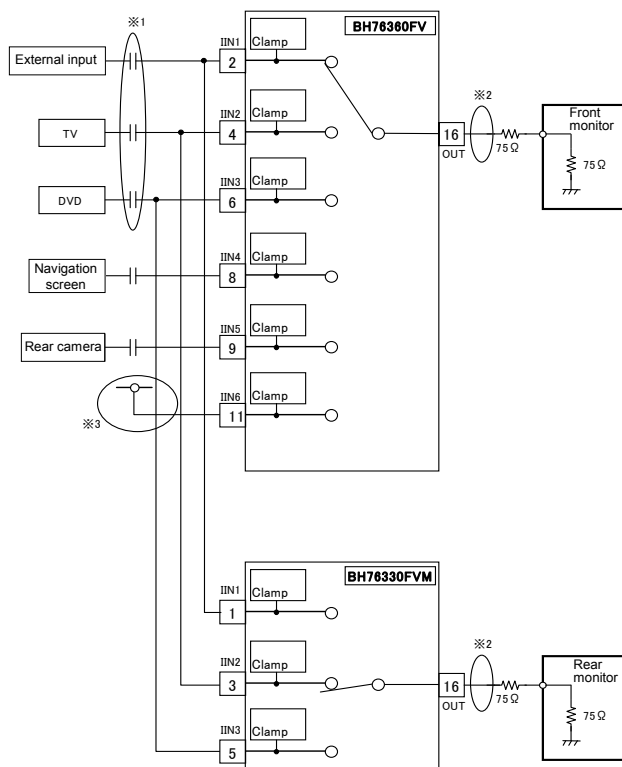 ※1
BH76360FV
External input
IIN1
2
Clamp
TV
IIN2
4
Clamp
DVD
IIN3
6
Clamp
Navigation
screen
IIN4
8
Clamp
Rear camera
IIN5
9
Clamp
※3
IIN6
11
Clamp
16
OUT
※2
75Ω
Front
monitor
75Ω
BH76330FVM
IIN1
1
Clamp
IIN2
3
Clamp
IIN3
5
Clamp
16
OUT
※2
75Ω
Rear
monitor
75Ω